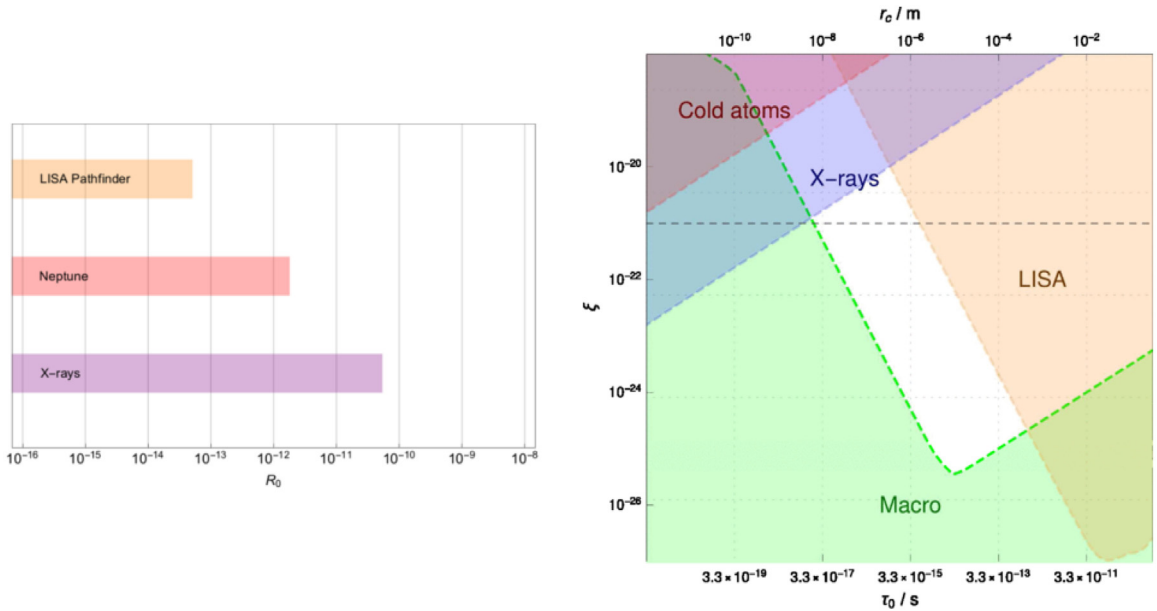 LISA Pathfinder
Neptune
X-rays
10⁻¹⁶ 10⁻¹⁵ 10⁻¹⁴ 10⁻¹³ 10⁻¹² 10⁻¹¹ 10⁻¹⁰ 10⁻⁹ 10⁻⁸
R₀
r_c / m
10⁻¹⁰ 10⁻⁸ 10⁻⁶ 10⁻⁴ 10⁻²
Cold atoms
10⁻²⁰
X-rays
10⁻²²
LISA
ξ
10⁻²⁴
10⁻²⁶
Macro
3.3×10⁻¹⁹ 3.3×10⁻¹⁷ 3.3×10⁻¹⁵ 3.3×10⁻¹³ 3.3×10⁻¹¹
τ₀ / s